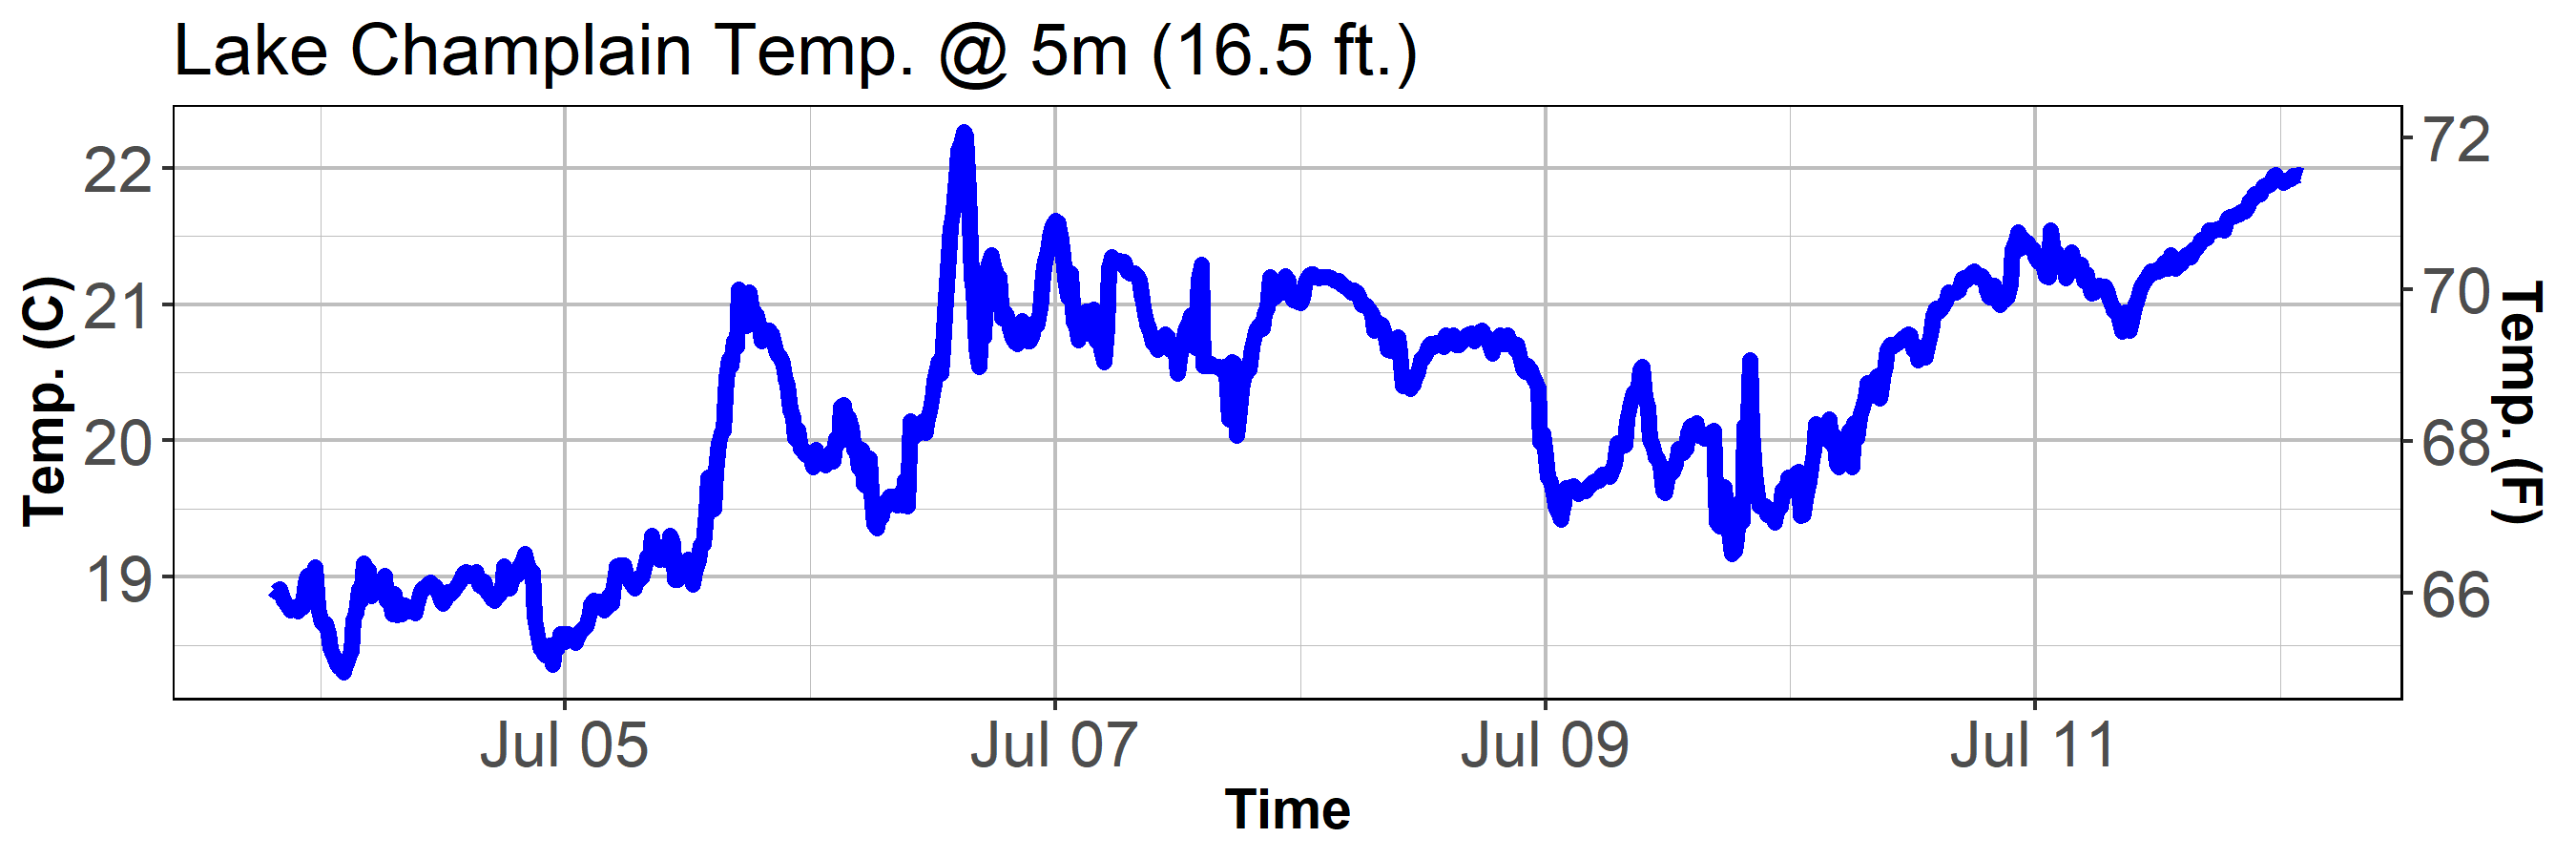 Lake Champlain Temp. @ 5m (16.5 ft.)
Temp. (C)
22
21
20
19
72
70
68
66
Temp. (F)
Jul 05 Jul 07 Jul 09 Jul 11
Time